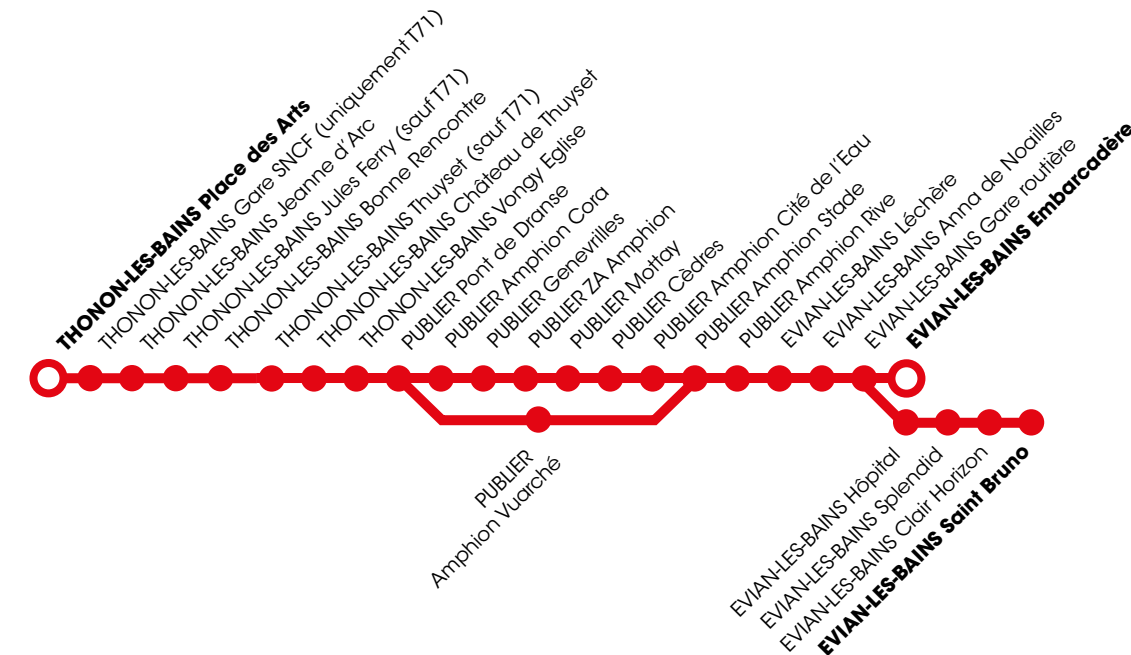 THONON-LES-BAINS Place des Arts
THONON-LES-BAINS Gare SNCF (uniquement T71)
THONON-LES-BAINS Jeanne d'Arc
THONON-LES-BAINS Jules Ferry (sauf T71)
THONON-LES-BAINS Bonne Rencontre
THONON-LES-BAINS Thuyset (sauf T71)
THONON-LES-BAINS Château de Thuyset
THONON-LES-BAINS Vongy Eglise
PUBLIER Pont de Dranse
PUBLIER Amphion Cora
PUBLIER Genevrilles
PUBLIER ZA Amphion
PUBLIER Mottay
PUBLIER Cèdres
PUBLIER Amphion Cité de l'Eau
PUBLIER Amphion Stade
PUBLIER Amphion Rive
EVIAN-LES-BAINS Léchère
EVIAN-LES-BAINS Anna de Noailles
EVIAN-LES-BAINS Gare routière
EVIAN-LES-BAINS Embarcadère
PUBLIER
Amphion Vuarché
EVIAN-LES-BAINS Hôpital
EVIAN-LES-BAINS Splendid
EVIAN-LES-BAINS Clair Horizon
EVIAN-LES-BAINS Saint Bruno